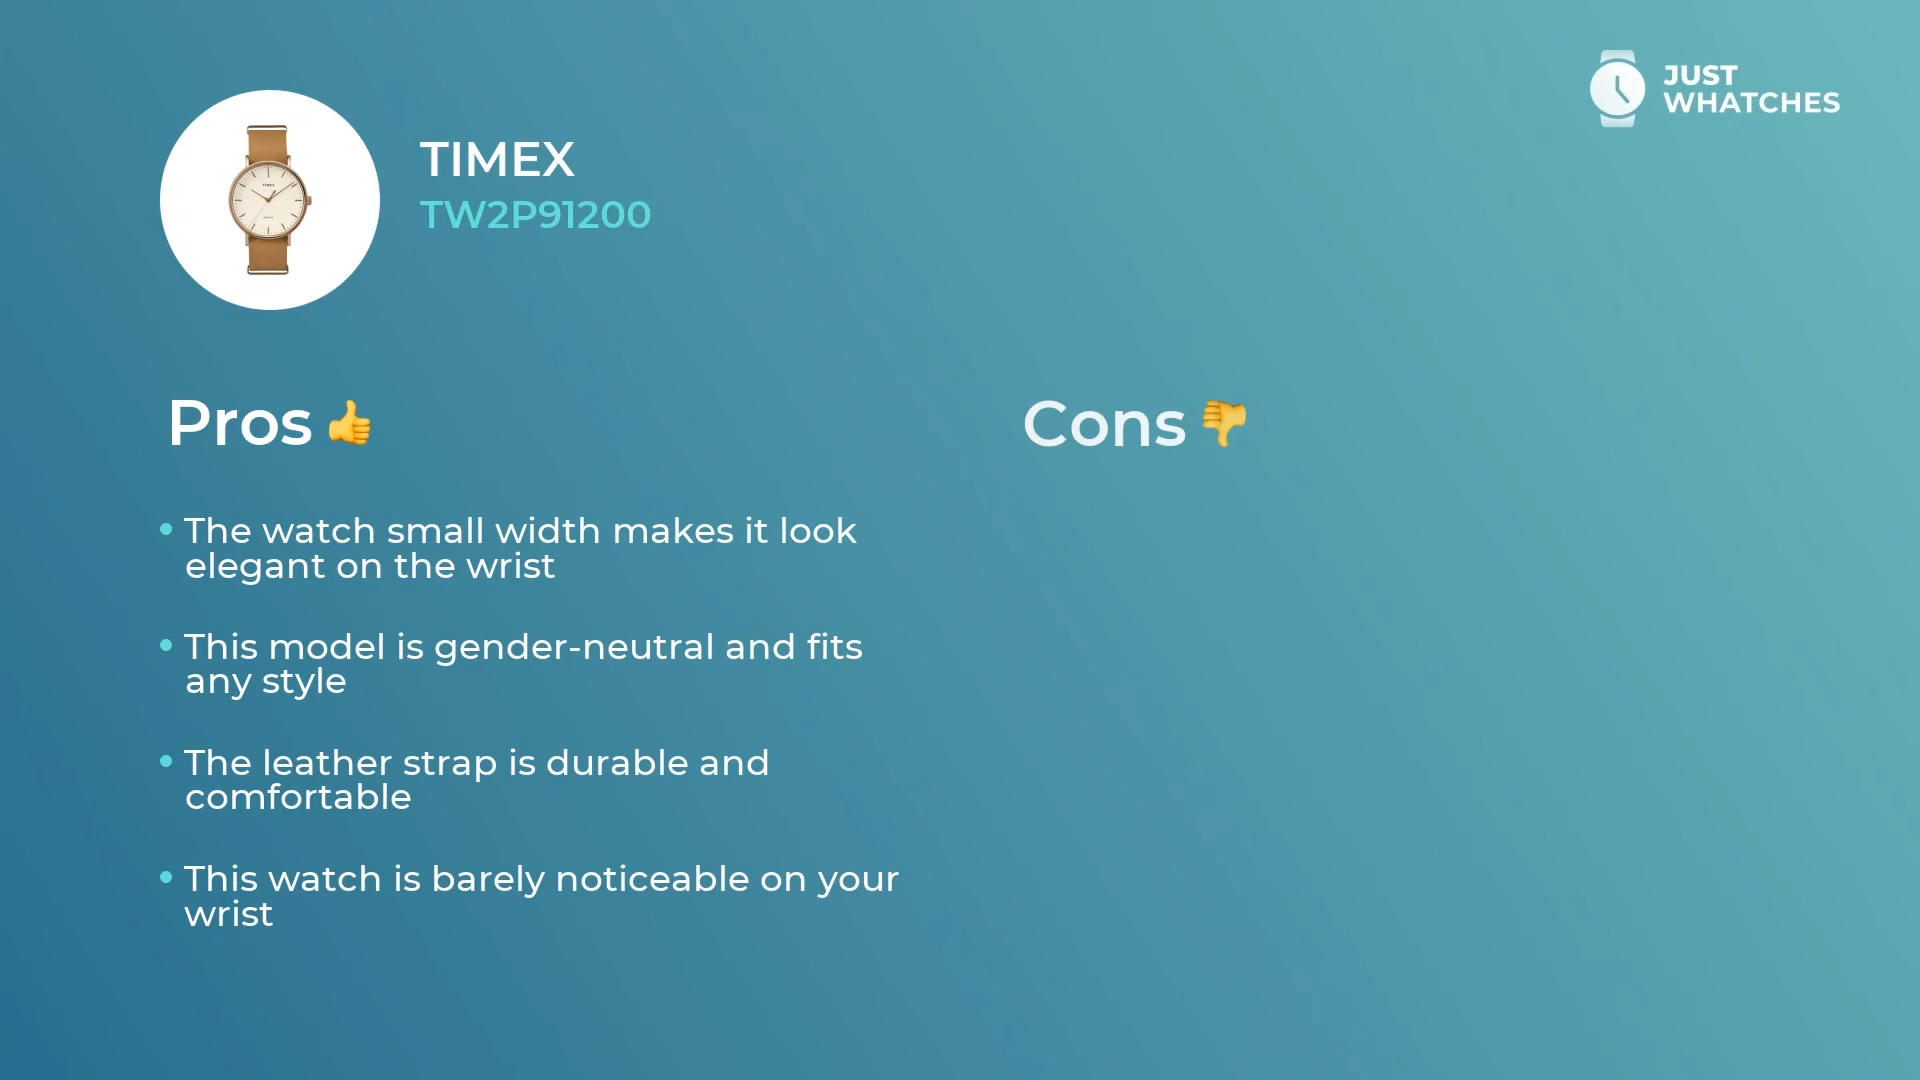 JUST
WHATCHES
TIMEX
TW2P91200
Pros 👍
• The watch small width makes it look
elegant on the wrist
• This model is gender-neutral and fits
any style
• The leather strap is durable and
comfortable
• This watch is barely noticeable on your
wrist
Cons 👎